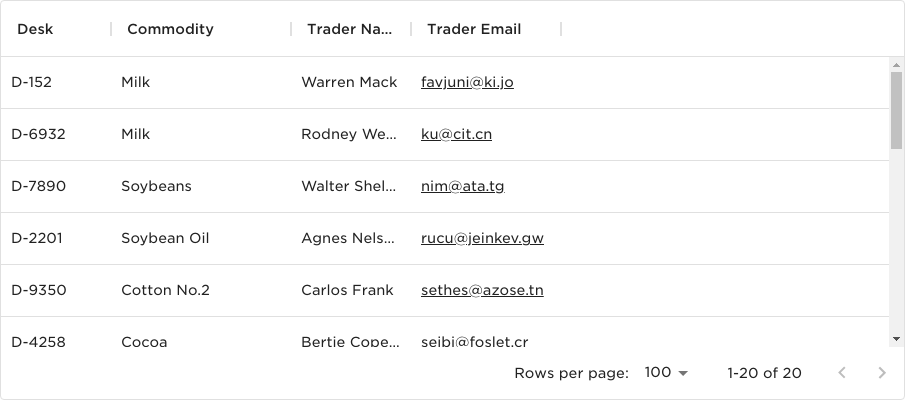 Desk Commodity Trader Na... Trader Email
D-152 Milk Warren Mack favjuni@ki.jo
D-6932 Milk Rodney We... ku@cit.cn
D-7890 Soybeans Walter Shel... nim@ata.tg
D-2201 Soybean Oil Agnes Nels... rucu@jeinkev.gw
D-9350 Cotton No.2 Carlos Frank sethes@azose.tn
D-4258 Cocoa Bertie Cope... seibi@foslet.cr
Rows per page: 100 1-20 of 20